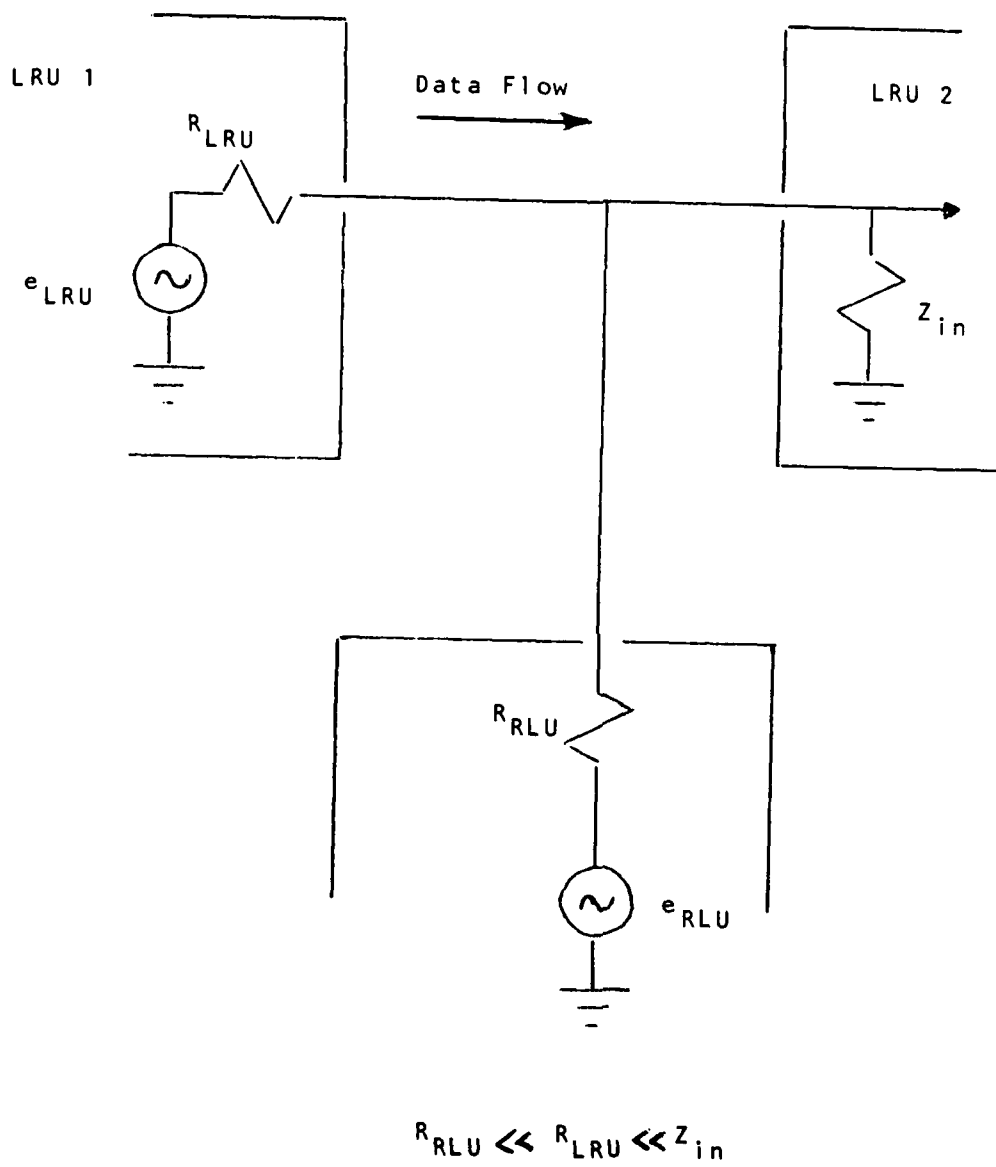 LRU 1
Data Flow
LRU 2
R_LRU
e_LRU
Z_in
R_RLU
e_RLU
R_RLU ≪ R_LRU ≪ Z_in